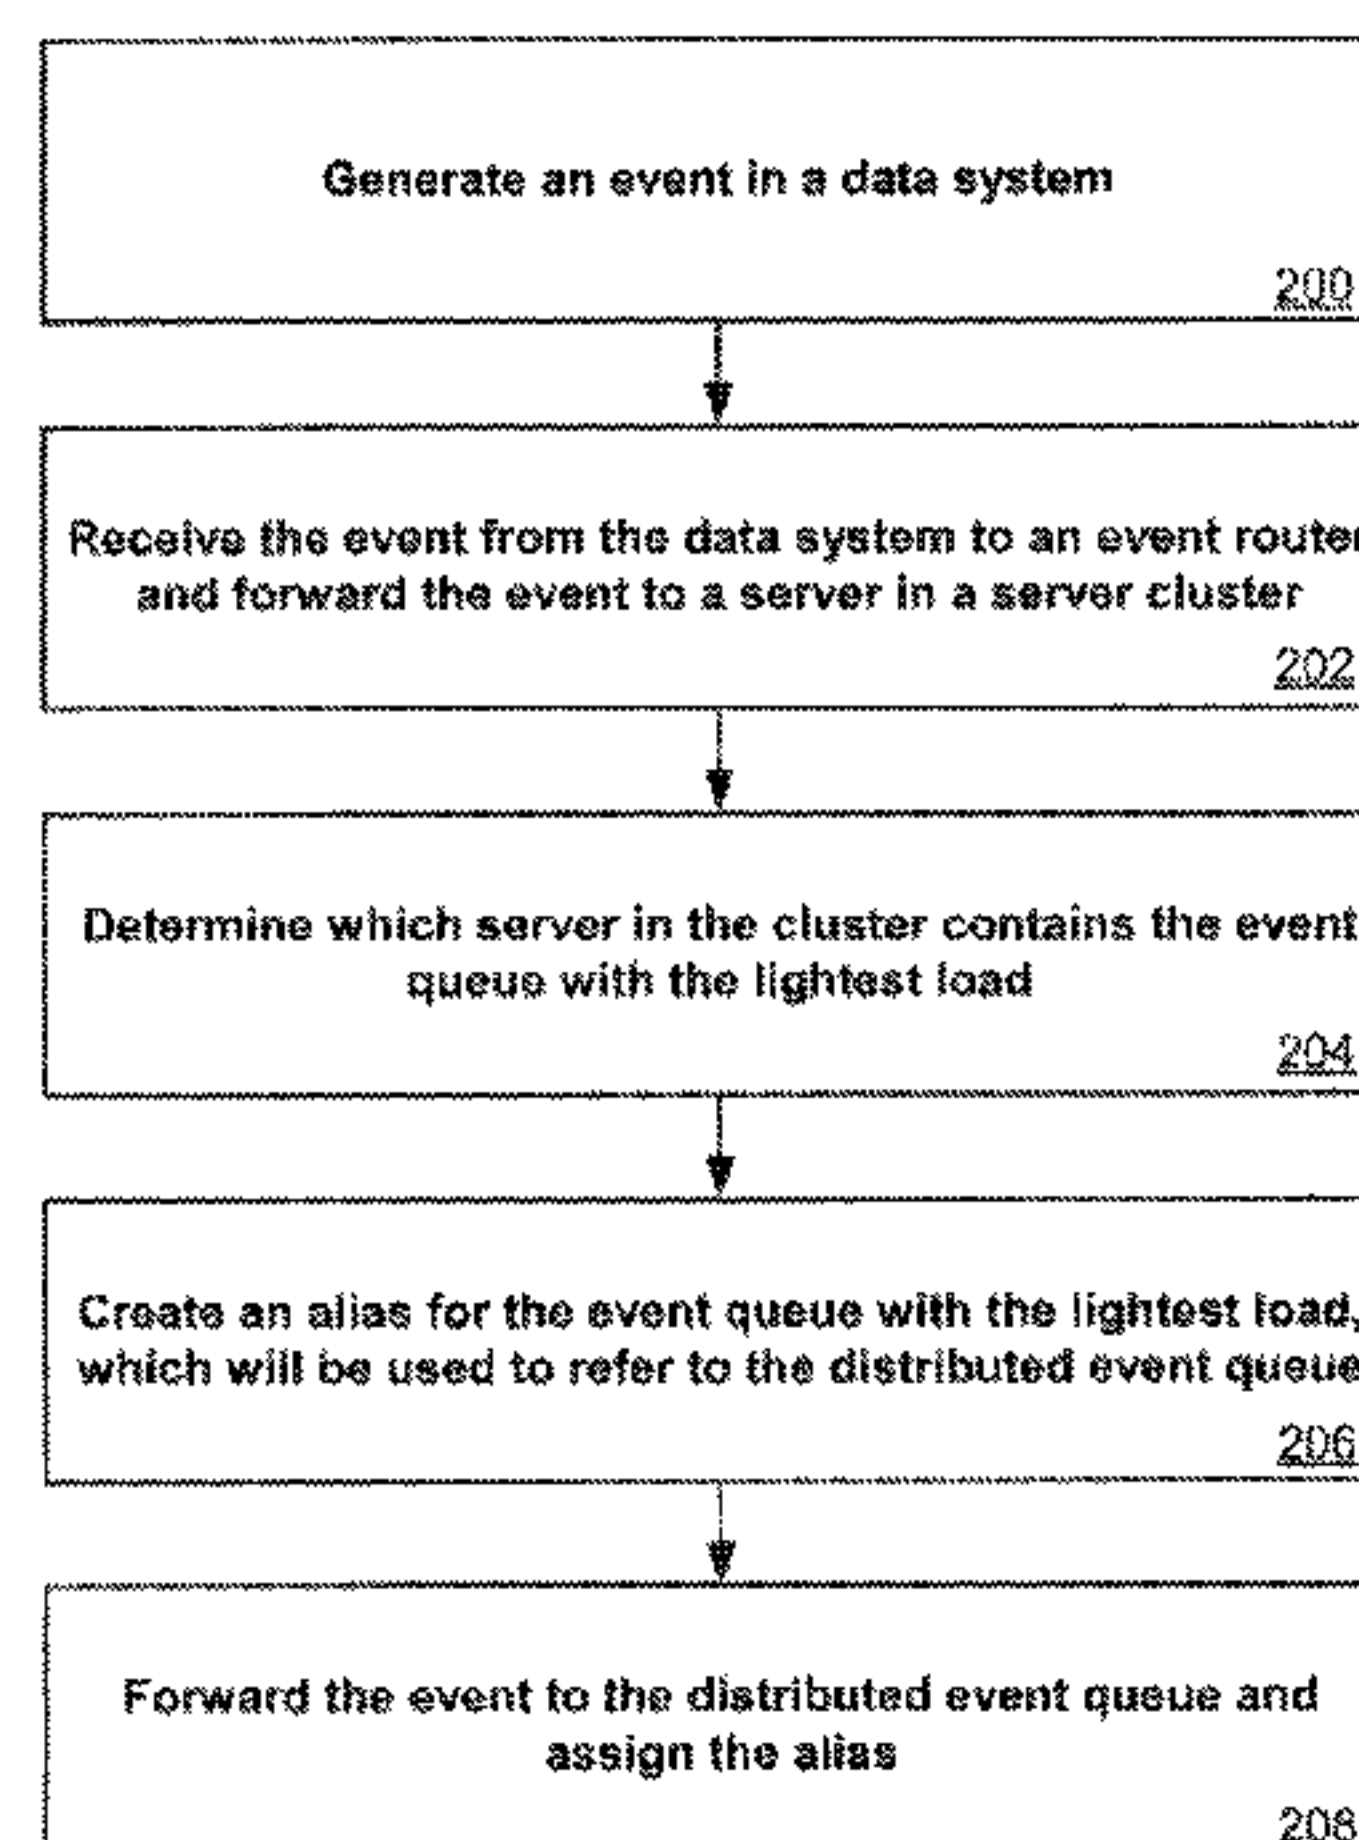 Generate an event in a data system
200
Receive the event from the data system to an event router
and forward the event to a server in a server cluster
202
Determine which server in the cluster contains the event
queue with the lightest load
204
Create an alias for the event queue with the lightest load,
which will be used to refer to the distributed event queue
206
Forward the event to the distributed event queue and
assign the alias
208